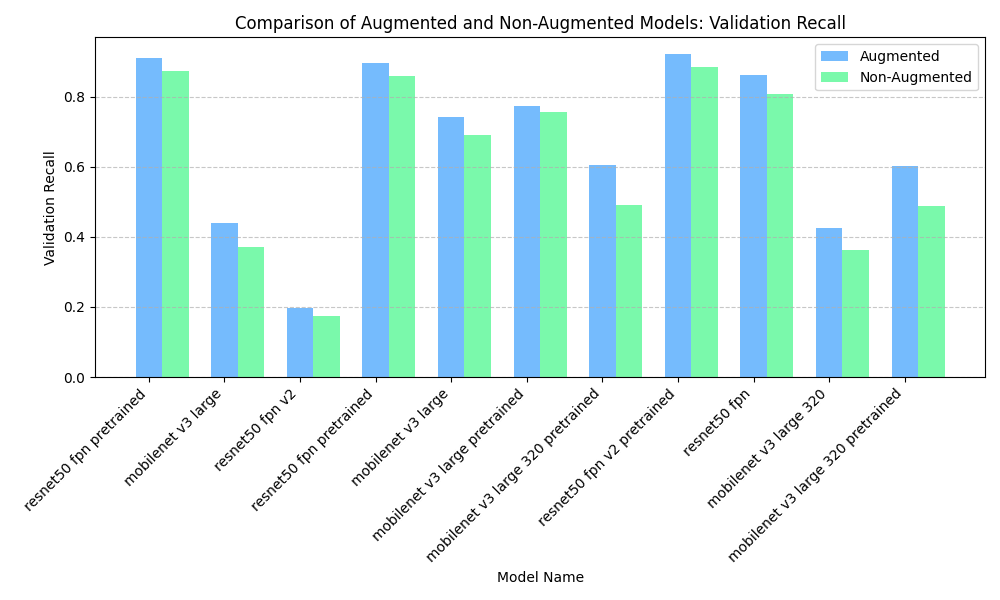 Comparison of Augmented and Non-Augmented Models: Validation Recall
Augmented
Non-Augmented
Validation Recall
0.8
0.6
0.4
0.2
0.0
resnet50 fpn pretrained
mobilenet v3 large
resnet50 fpn v2
resnet50 fpn pretrained
mobilenet v3 large
mobilenet v3 large pretrained
mobilenet v3 large 320 pretrained
resnet50 fpn v2 pretrained
resnet50 fpn
mobilenet v3 large 320
mobilenet v3 large 320 pretrained
Model Name